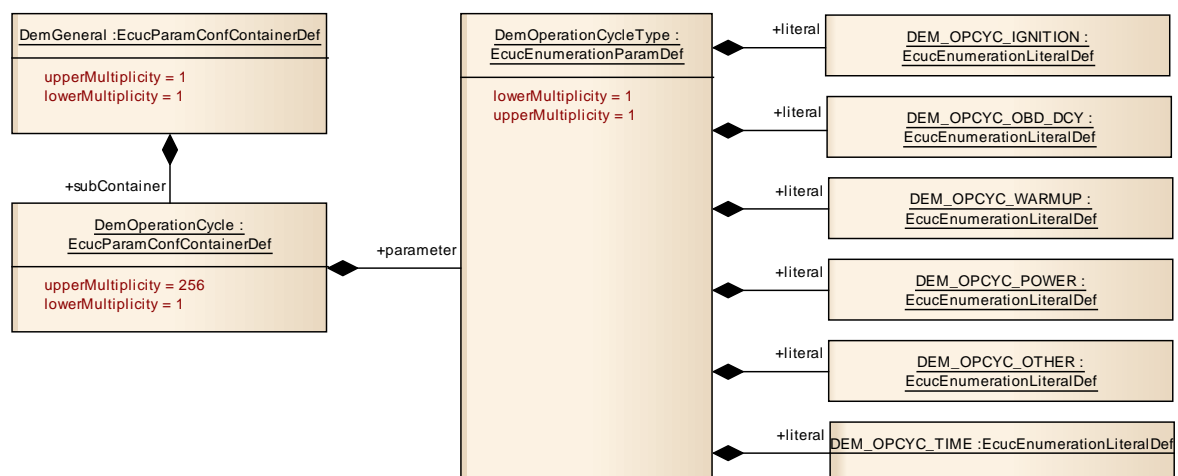 DemGeneral :EcucParamConfContainerDef
upperMultiplicity = 1
lowerMultiplicity = 1
+subContainer
DemOperationCycle :
EcucParamConfContainerDef
upperMultiplicity = 256
lowerMultiplicity = 1
+parameter
DemOperationCycleType :
EcucEnumerationParamDef
lowerMultiplicity = 1
upperMultiplicity = 1
+literal
DEM_OPCYC_IGNITION :
EcucEnumerationLiteralDef
+literal
DEM_OPCYC_OBD_DCY :
EcucEnumerationLiteralDef
+literal
DEM_OPCYC_WARMUP :
EcucEnumerationLiteralDef
+literal
DEM_OPCYC_POWER :
EcucEnumerationLiteralDef
+literal
DEM_OPCYC_OTHER :
EcucEnumerationLiteralDef
+literal
DEM_OPCYC_TIME :EcucEnumerationLiteralDef